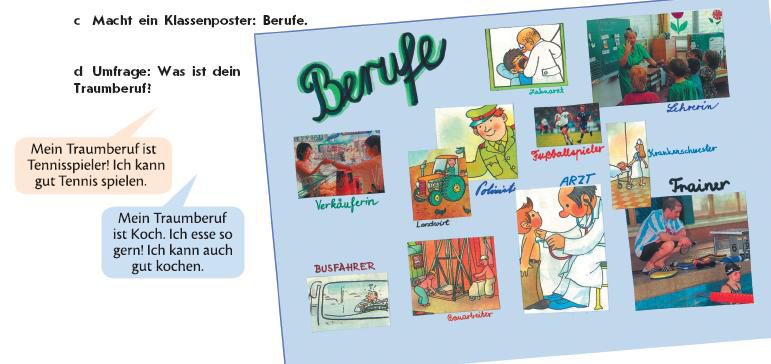 c Macht ein Klassenposter: Berufe.
d Umfrage: Was ist dein
Traumberuf?
Mein Traumberuf ist
Tennisspieler! Ich kann
gut Tennis spielen.
Mein Traumberuf
ist Koch. Ich esse so
gern! Ich kann auch
gut kochen.
Berufe
Zahnarzt
Lehrerin
Verkäuferin
Polizist
Fußballspieler
Krankenschwester
Landwirt
ARZT
Trainer
BUSFAHRER
Bauarbeiter